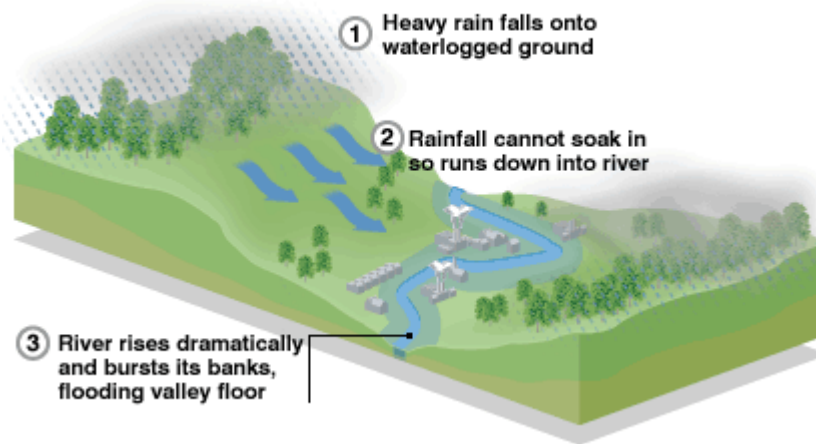 1 Heavy rain falls onto
waterlogged ground
2 Rainfall cannot soak in
so runs down into river
3 River rises dramatically
and bursts its banks,
flooding valley floor